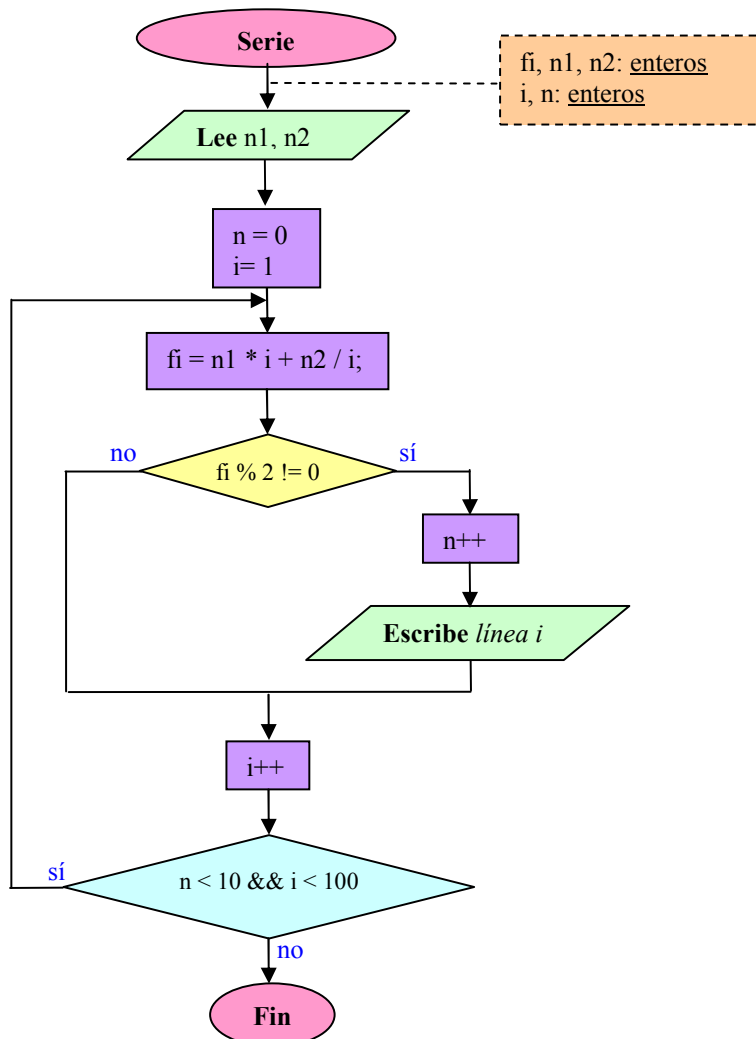 Serie
fi, n1, n2: enteros
i, n: enteros
Lee n1, n2
n = 0
i= 1
fi = n1 * i + n2 / i;
no
fi % 2 != 0
sí
n++
Escribe línea i
i++
sí
n < 10 && i < 100
no
Fin